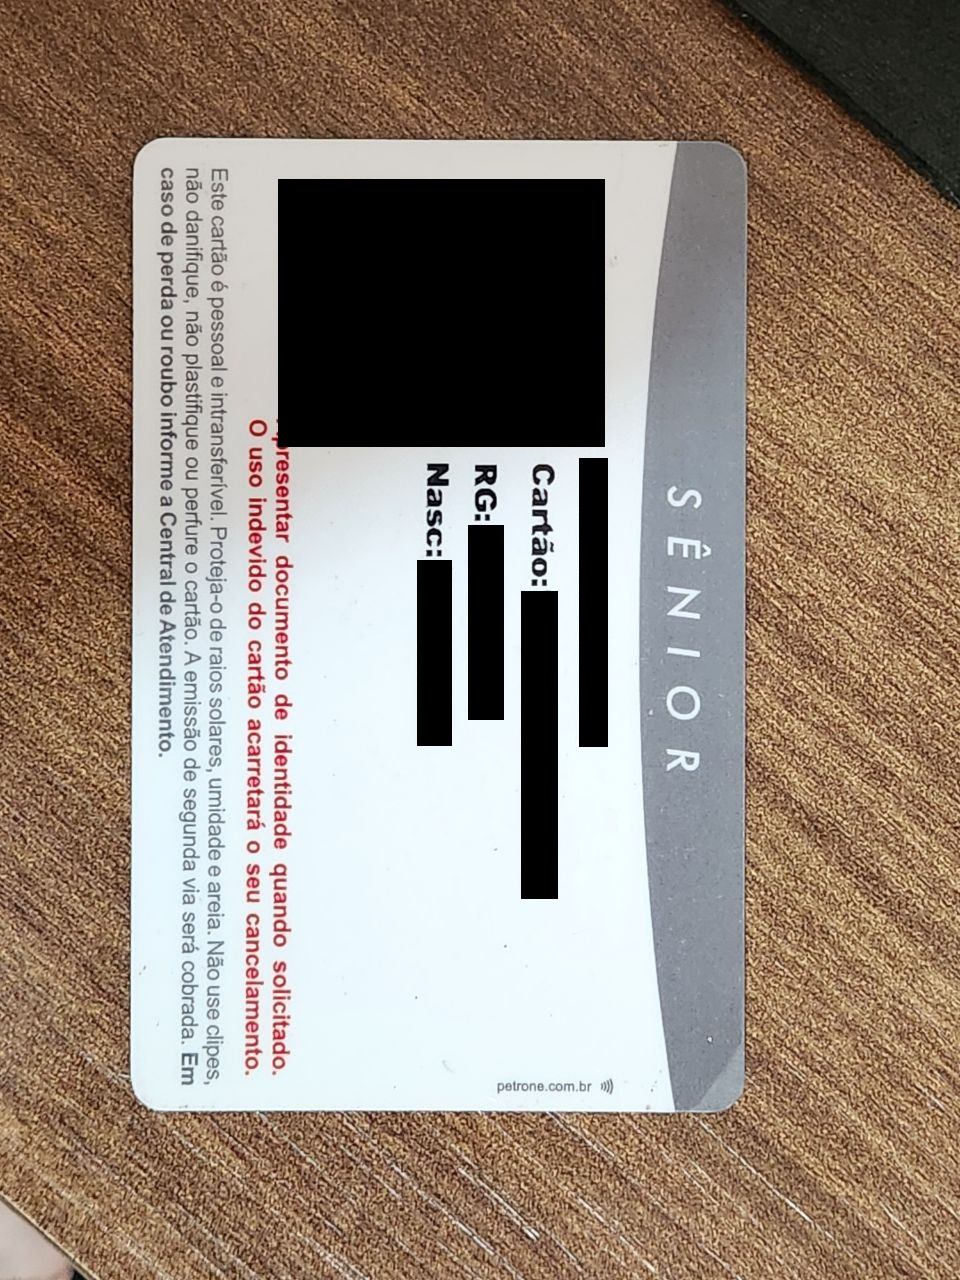 SÊNIOR
Cartão:
RG:
Nasc:
presentar documento de identidade quando solicitado.
O uso indevido do cartão acarretará o seu cancelamento.
Este cartão é pessoal e intransferível. Proteja-o de raios solares, umidade e areia. Não use clipes,
não danifique, não plastifique ou perfure o cartão. A emissão de segunda via será cobrada. Em
caso de perda ou roubo informe a Central de Atendimento.
petrone.com.br